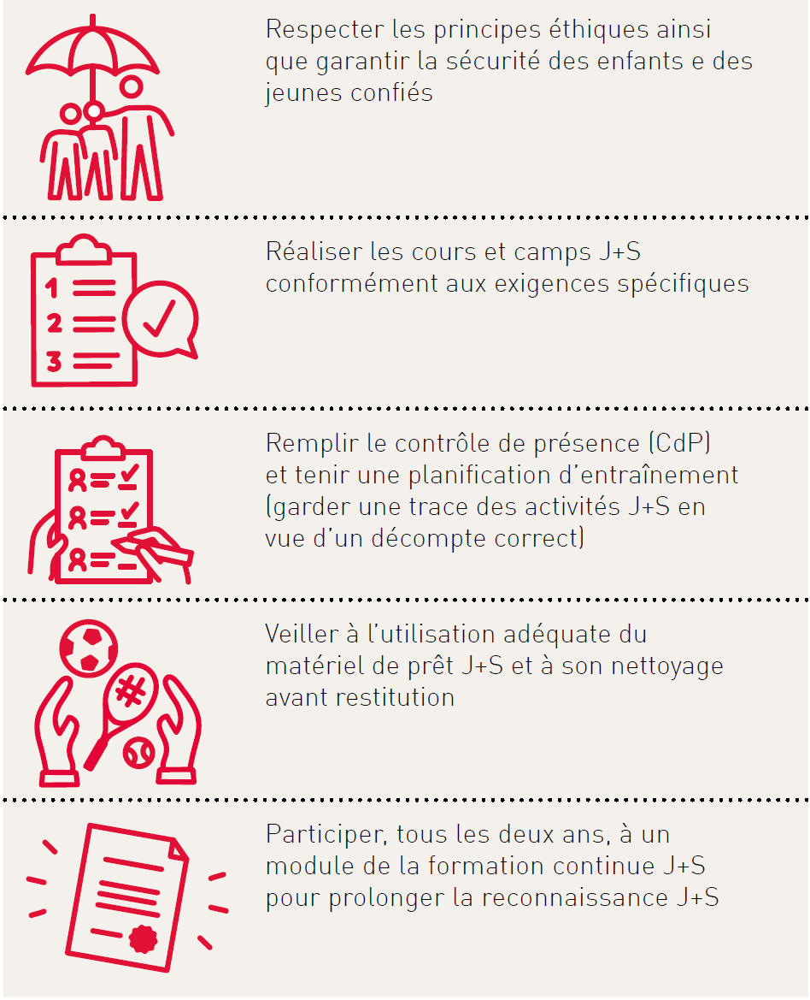 Respecter les principes éthiques ainsi
que garantir la sécurité des enfants e des
jeunes confiés
1
2
3
Réaliser les cours et camps J+S
conformément aux exigences spécifiques
Remplir le contrôle de présence (CdP)
et tenir une planification d’entraînement
(garder une trace des activités J+S en
vue d’un décompte correct)
Veiller à l’utilisation adéquate du
matériel de prêt J+S et à son nettoyage
avant restitution
Participer, tous les deux ans, à un
module de la formation continue J+S
pour prolonger la reconnaissance J+S